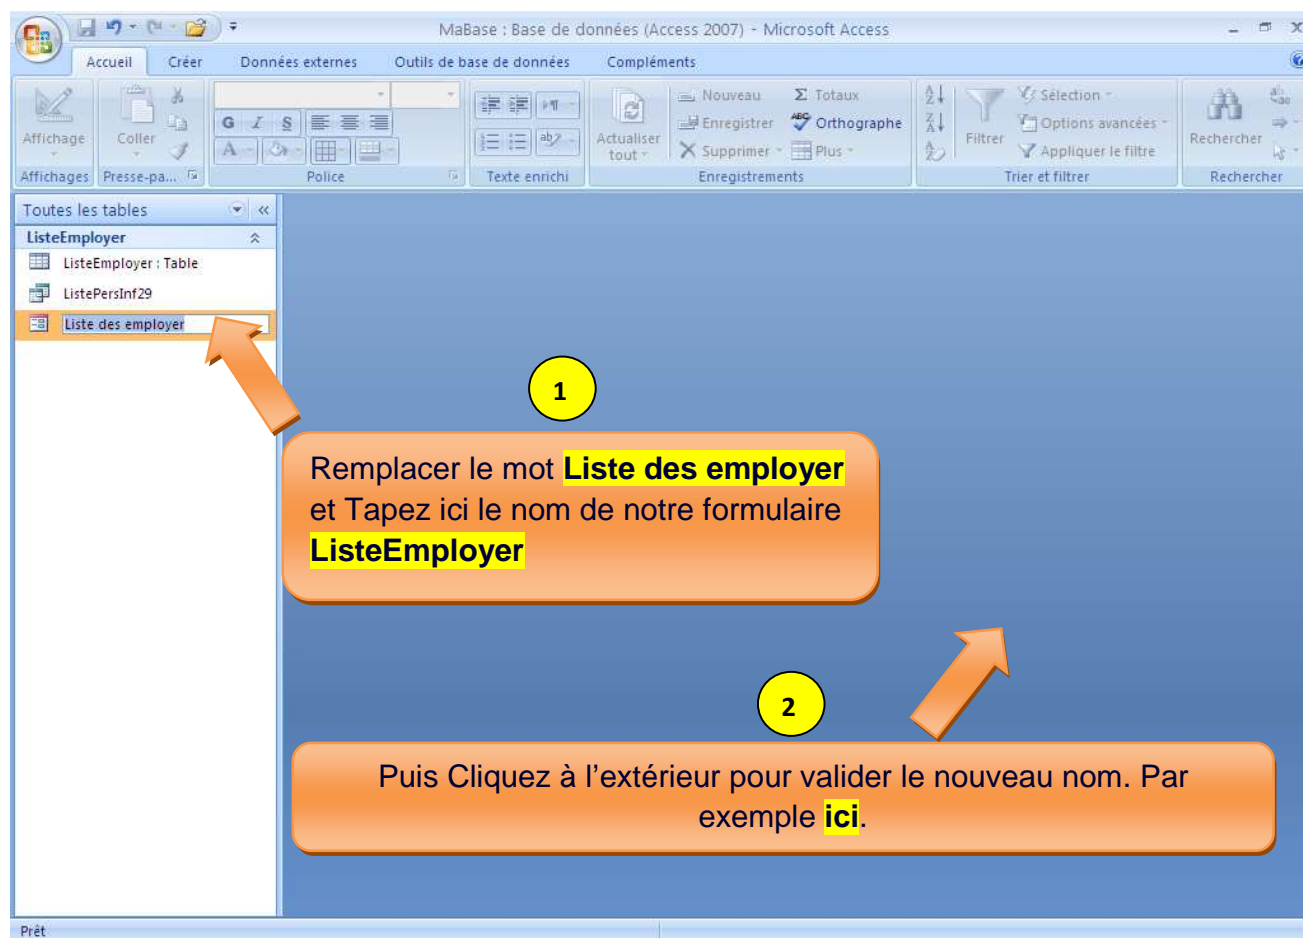 MaBase : Base de données (Access 2007) - Microsoft Access
Accueil Créer Données externes Outils de base de données Compléments
Affichage
Coller
G I S
A
ab
Actualiser tout
Nouveau
Enregistrer
Supprimer
Σ Totaux
ABC Orthographe
Plus
Filtrer
Sélection
Options avancées
Appliquer le filtre
Rechercher
Affichages Presse-pa... Police Texte enrichi Enregistrements Trier et filtrer Rechercher
Toutes les tables
ListeEmployer
ListeEmployer : Table
ListePersInf29
Liste des employer
1
Remplacer le mot Liste des employer
et Tapez ici le nom de notre formulaire
ListeEmployer
2
Puis Cliquez à l’extérieur pour valider le nouveau nom. Par
exemple ici.
Prêt